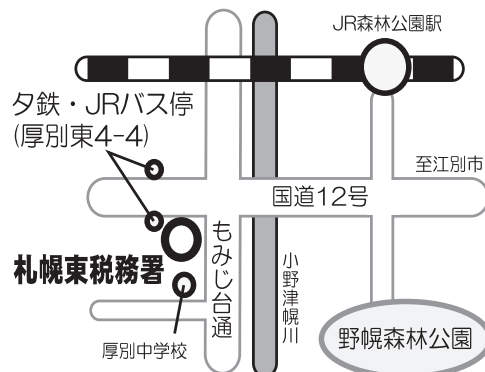 JR森林公園駅
夕鉄・JRバス停
(厚別東4-4)
至江別市
国道12号
もみじ台通
小野津幌川
札幌東税務署
厚別中学校
野幌森林公園